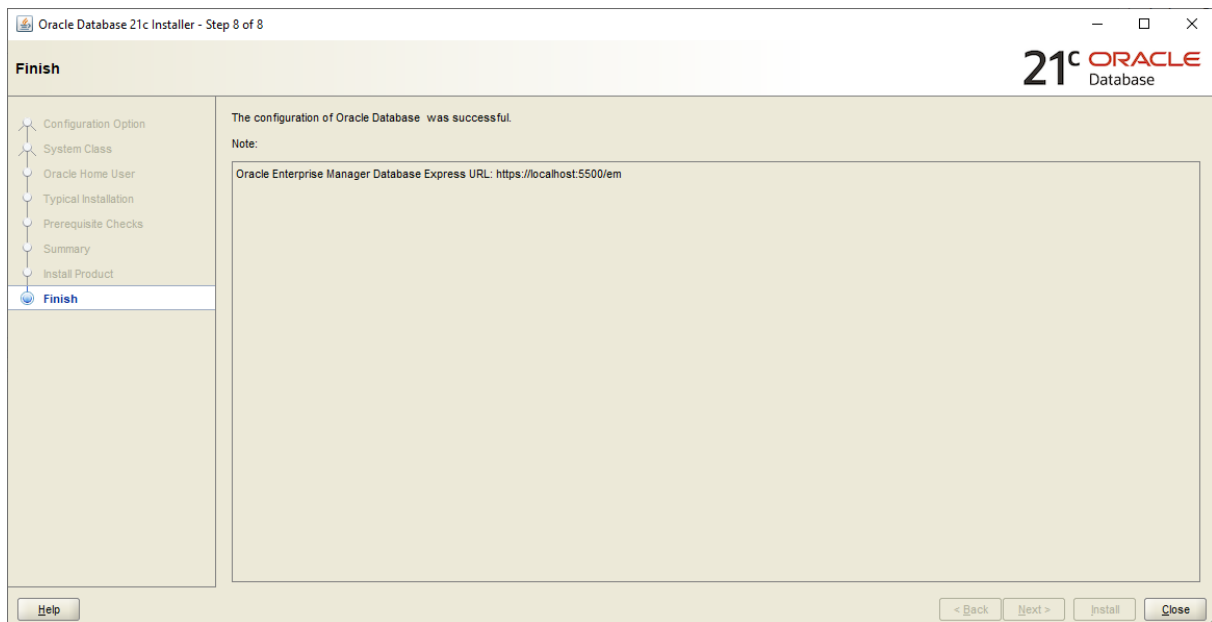 Oracle Database 21c Installer - Step 8 of 8
Finish
21c ORACLE
Database
Configuration Option
System Class
Oracle Home User
Typical Installation
Prerequisite Checks
Summary
Install Product
Finish
The configuration of Oracle Database  was successful.
Note:
Oracle Enterprise Manager Database Express URL: https://localhost:5500/em
Help
< Back
Next >
Install
Close